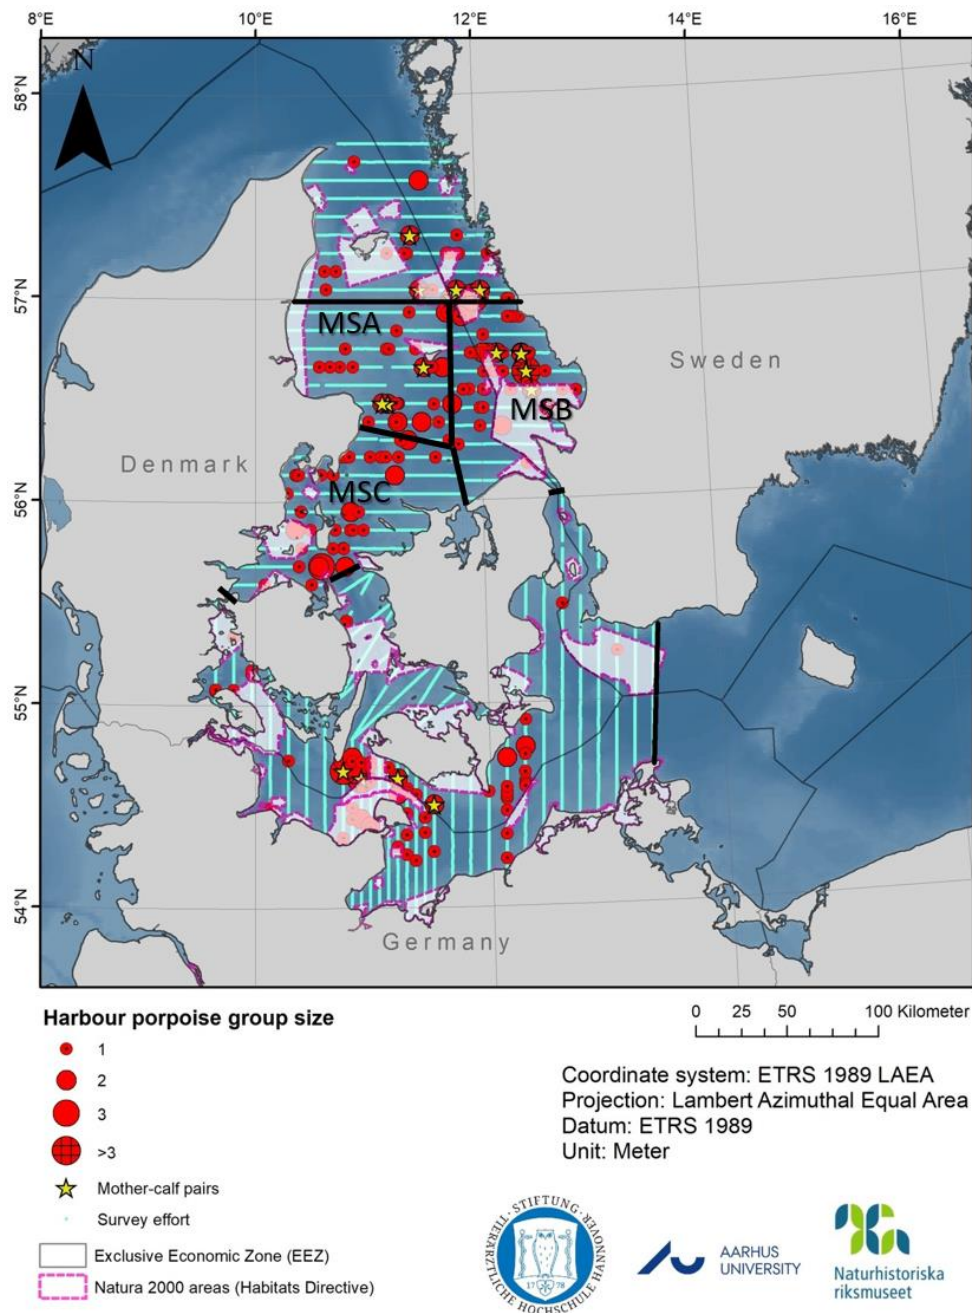 8°E 10°E 12°E 14°E 16°E
N
58°N
57°N
MSA
Sweden
MSB
Denmark
MSC
56°N
55°N
54°N
Germany
Harbour porpoise group size
1
2
3
>3
Mother-calf pairs
Survey effort
Exclusive Economic Zone (EEZ)
Natura 2000 areas (Habitats Directive)
0 25 50 100 Kilometer
Coordinate system: ETRS 1989 LAEA
Projection: Lambert Azimuthal Equal Area
Datum: ETRS 1989
Unit: Meter
STIFTUNG
TIERÄRZTLICHE HOCHSCHULE HANNOVER
1778
AARHUS
UNIVERSITY
Naturhistoriska
riksmuseet